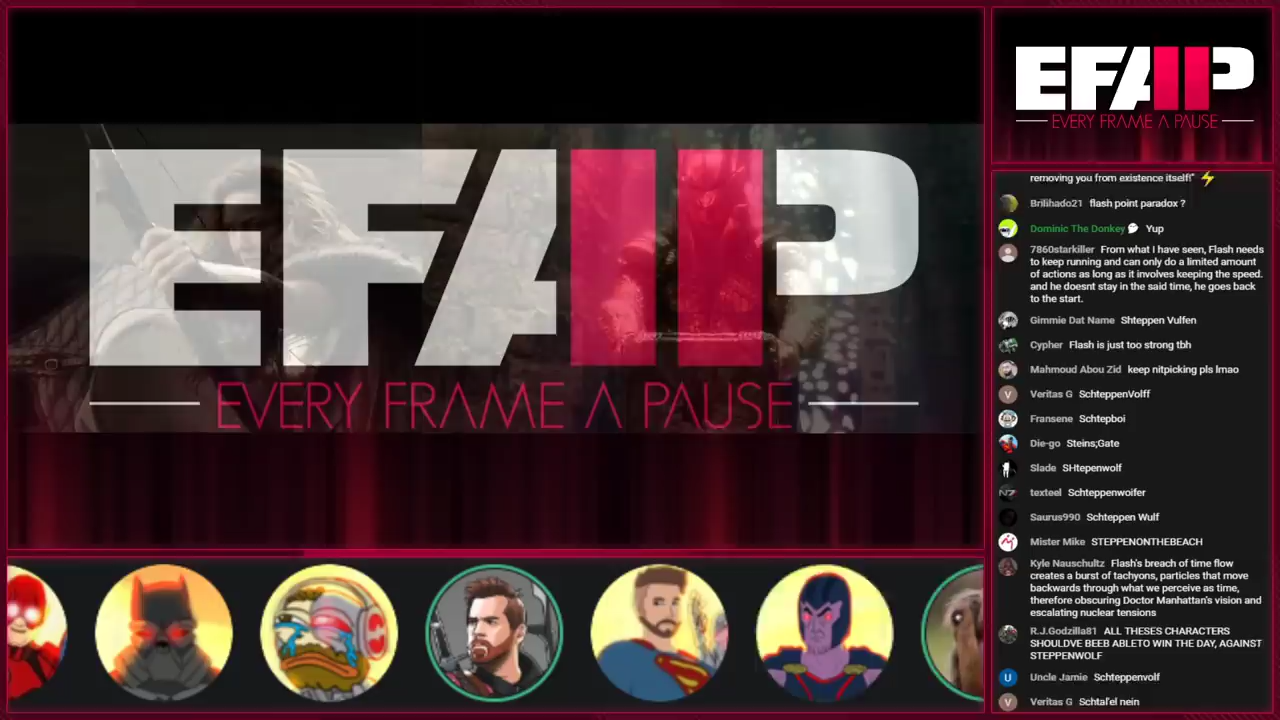 EFAP
EVERY FRAME A PAUSE
EFAP
EVERY FRAME A PAUSE
removing you from existence itself!" ⚡
Brilihado21 flash point paradox ?
Dominic The Donkey Yup
7860starkiller From what I have seen, Flash needs
to keep running and can only do a limited amount
of actions as long as it involves keeping the speed.
and he doesnt stay in the said time, he goes back
to the start.
Gimmie Dat Name Shteppen Vulfen
Cypher Flash is just too strong tbh
Mahmoud Abou Zid keep nitpicking pls lmao
V
Veritas G SchteppenVolff
Fransene Schtepboi
Die-go Steins;Gate
Slade SHtepenwolf
N7
texteel Schteppenwoifer
Saurus990 Schteppen Wulf
Mister Mike STEPPENONTHEBEACH
Kyle Nauschultz Flash's breach of time flow
creates a burst of tachyons, particles that move
backwards through what we perceive as time,
therefore obscuring Doctor Manhattan's vision and
escalating nuclear tensions
R.J.Godzilla81 ALL THESES CHARACTERS
SHOULDVE BEEB ABLETO WIN THE DAY, AGAINST
STEPPENWOLF
U
Uncle Jamie Schteppenvolf
V
Veritas G Schtal'el nein